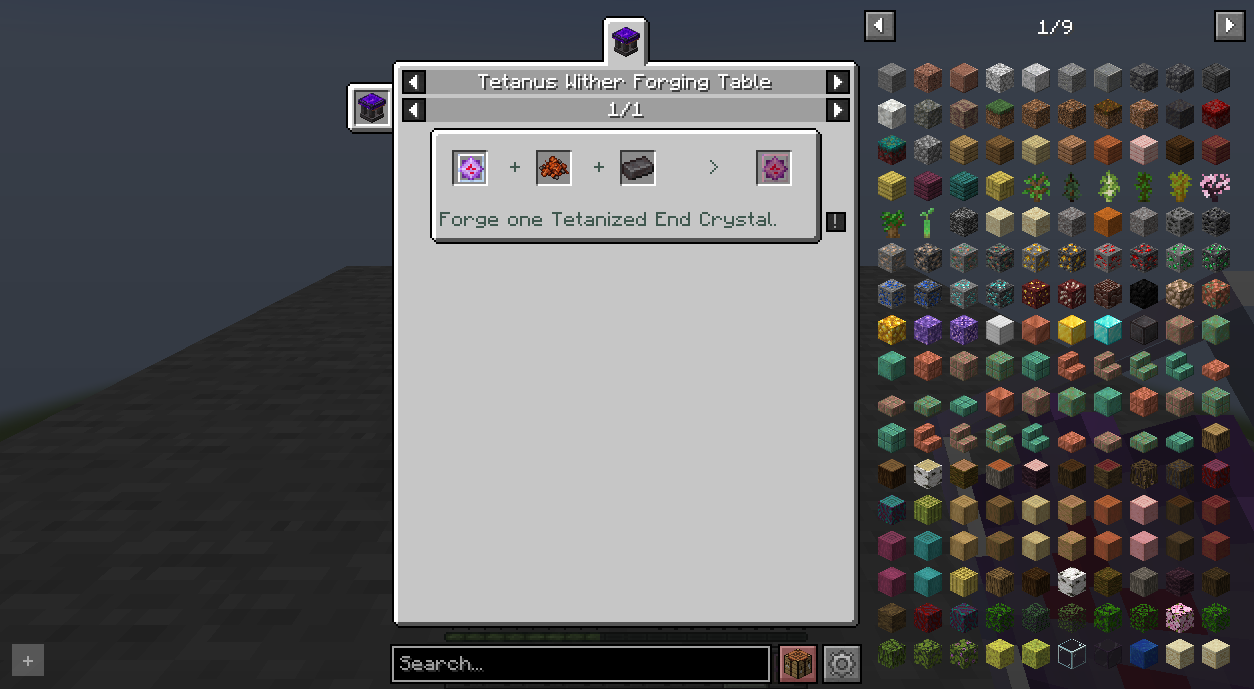 1/9
Tetanus Wither Forging Table
1/1
+ + >
Forge one Tetanized End Crystal.
!
Search...
+